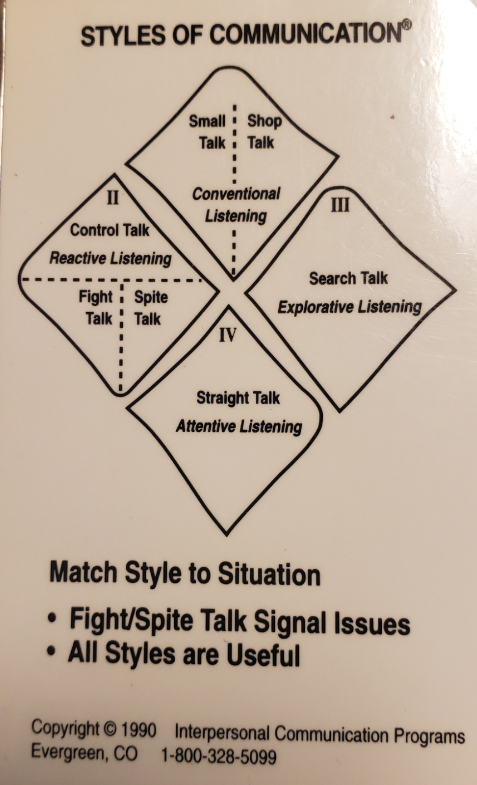 STYLES OF COMMUNICATION®
Small Talk
Shop Talk
Conventional
Listening
II
Control Talk
Reactive Listening
Fight Talk
Spite Talk
III
Search Talk
Explorative Listening
IV
Straight Talk
Attentive Listening
Match Style to Situation
• Fight/Spite Talk Signal Issues
• All Styles are Useful
Copyright © 1990 Interpersonal Communication Programs
Evergreen, CO 1-800-328-5099